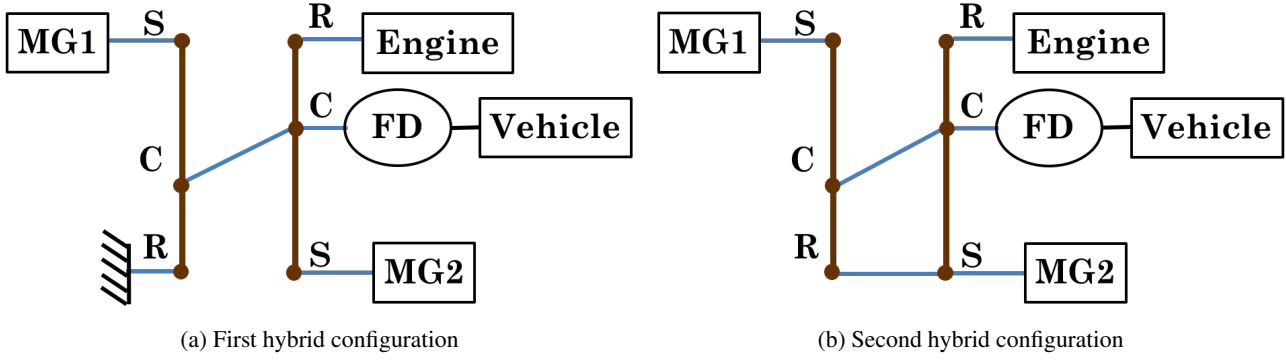 MG1
S
R
Engine
C
FD
Vehicle
C
R
S
MG2
(a) First hybrid configuration
MG1
S
R
Engine
C
FD
Vehicle
C
R
S
MG2
(b) Second hybrid configuration